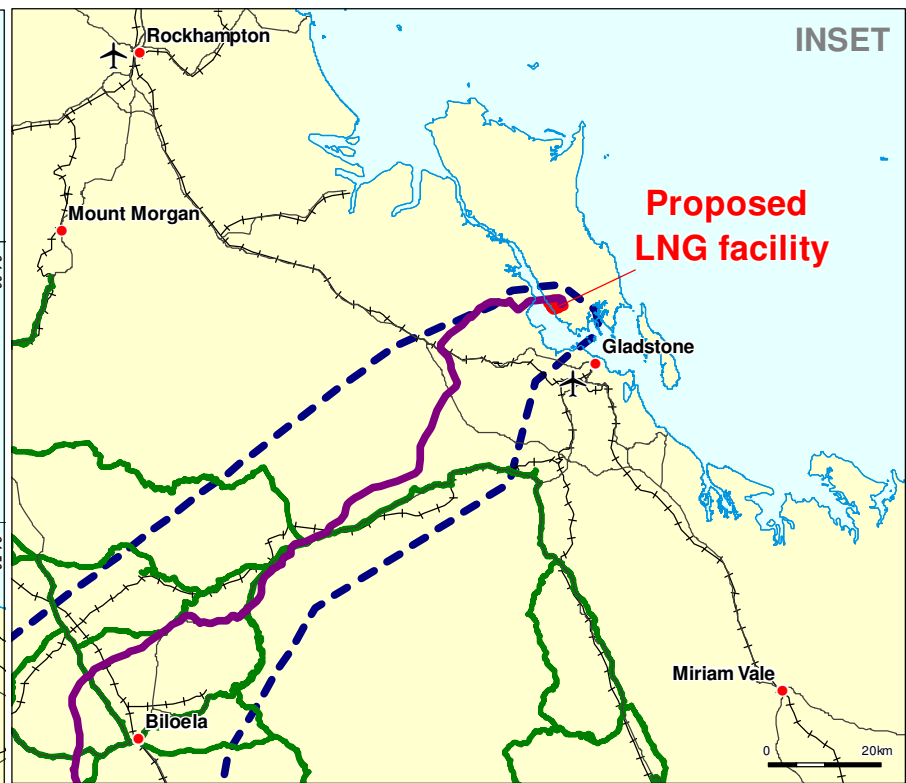 INSET
Rockhampton
Mount Morgan
Proposed
LNG facility
Gladstone
Miriam Vale
Biloela
0 20km